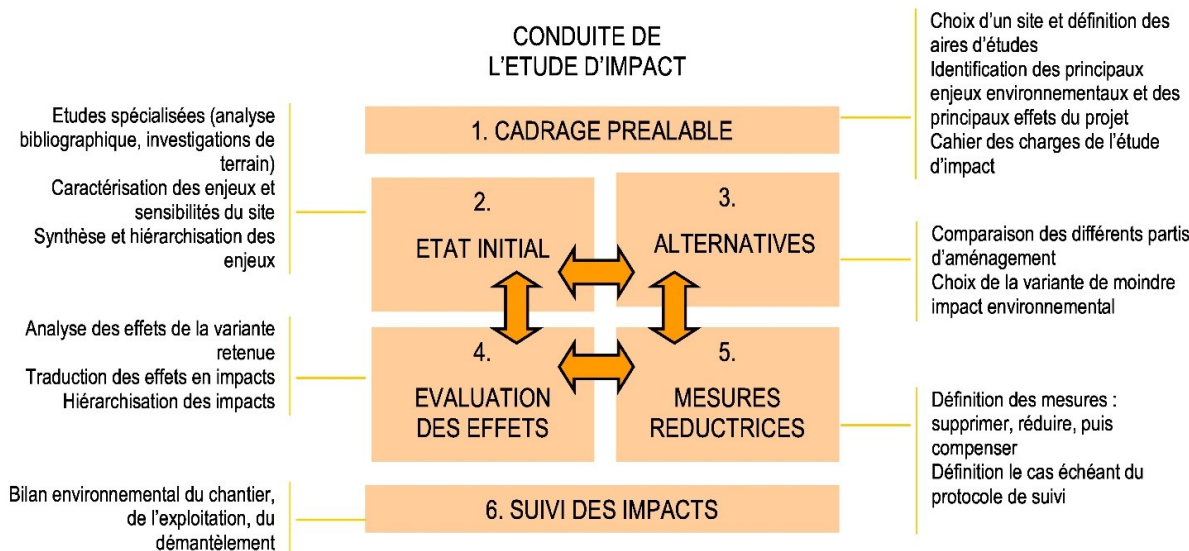 CONDUITE DE
L'ETUDE D'IMPACT
Choix d'un site et définition des
aires d'études
Identification des principaux
enjeux environnementaux et des
principaux effets du projet
Cahier des charges de l'étude
d'impact
1. CADRAGE PREALABLE
Etudes spécialisées (analyse
bibliographique, investigations de
terrain)
Caractérisation des enjeux et
sensibilités du site
Synthèse et hiérarchisation des
enjeux
2.
ETAT INITIAL
3.
ALTERNATIVES
Comparaison des différents partis
d'aménagement
Choix de la variante de moindre
impact environnemental
Analyse des effets de la variante
retenue
Traduction des effets en impacts
Hiérarchisation des impacts
4.
EVALUATION
DES EFFETS
5.
MESURES
REDUCTRICES
Définition des mesures :
supprimer, réduire, puis
compenser
Définition le cas échéant du
protocole de suivi
Bilan environnemental du chantier,
de l'exploitation, du
démantèlement
6. SUIVI DES IMPACTS